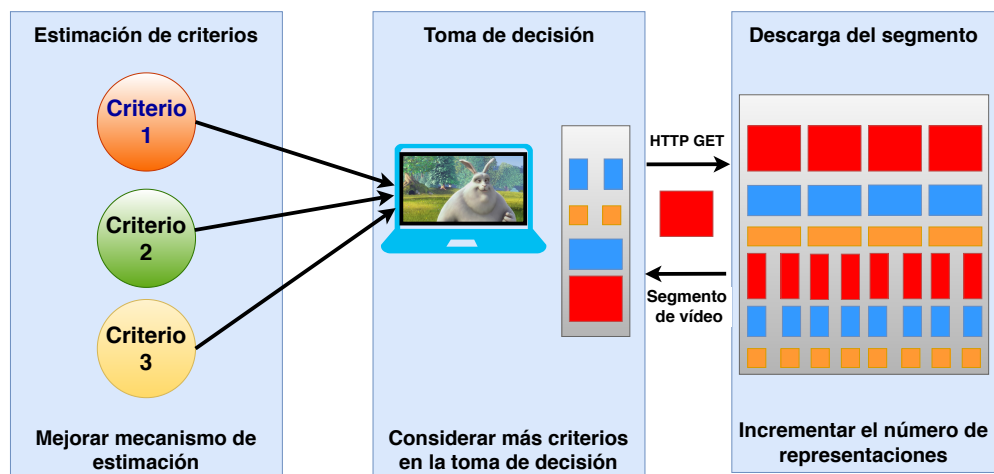 Estimación de criterios
Criterio
1
Criterio
2
Criterio
3
Mejorar mecanismo de
estimación
Toma de decisión
Considerar más criterios
en la toma de decisión
HTTP GET
Segmento
de vídeo
Descarga del segmento
Incrementar el número de
representaciones